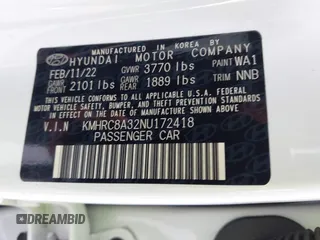 MANUFACTURED IN KOREA
HYUNDAI MOTOR COMPANY
FEB/11/22 GVWR 3770 lbs PAINT WA1
GAWR FRONT 2101 lbs GAWR REAR 1889 lbs TRIM NNB
THIS VEHICLE CONFORMS TO ALL APPLICABLE U.S.A. FEDERAL MOTOR
VEHICLE SAFETY, BUMPER, AND THEFT PREVENTION STANDARDS
IN EFFECT ON THE DATE OF MANUFACTURE SHOWN ABOVE.
V.I.N KMHRC8A32NU172418
PASSENGER CAR
DREAMBID